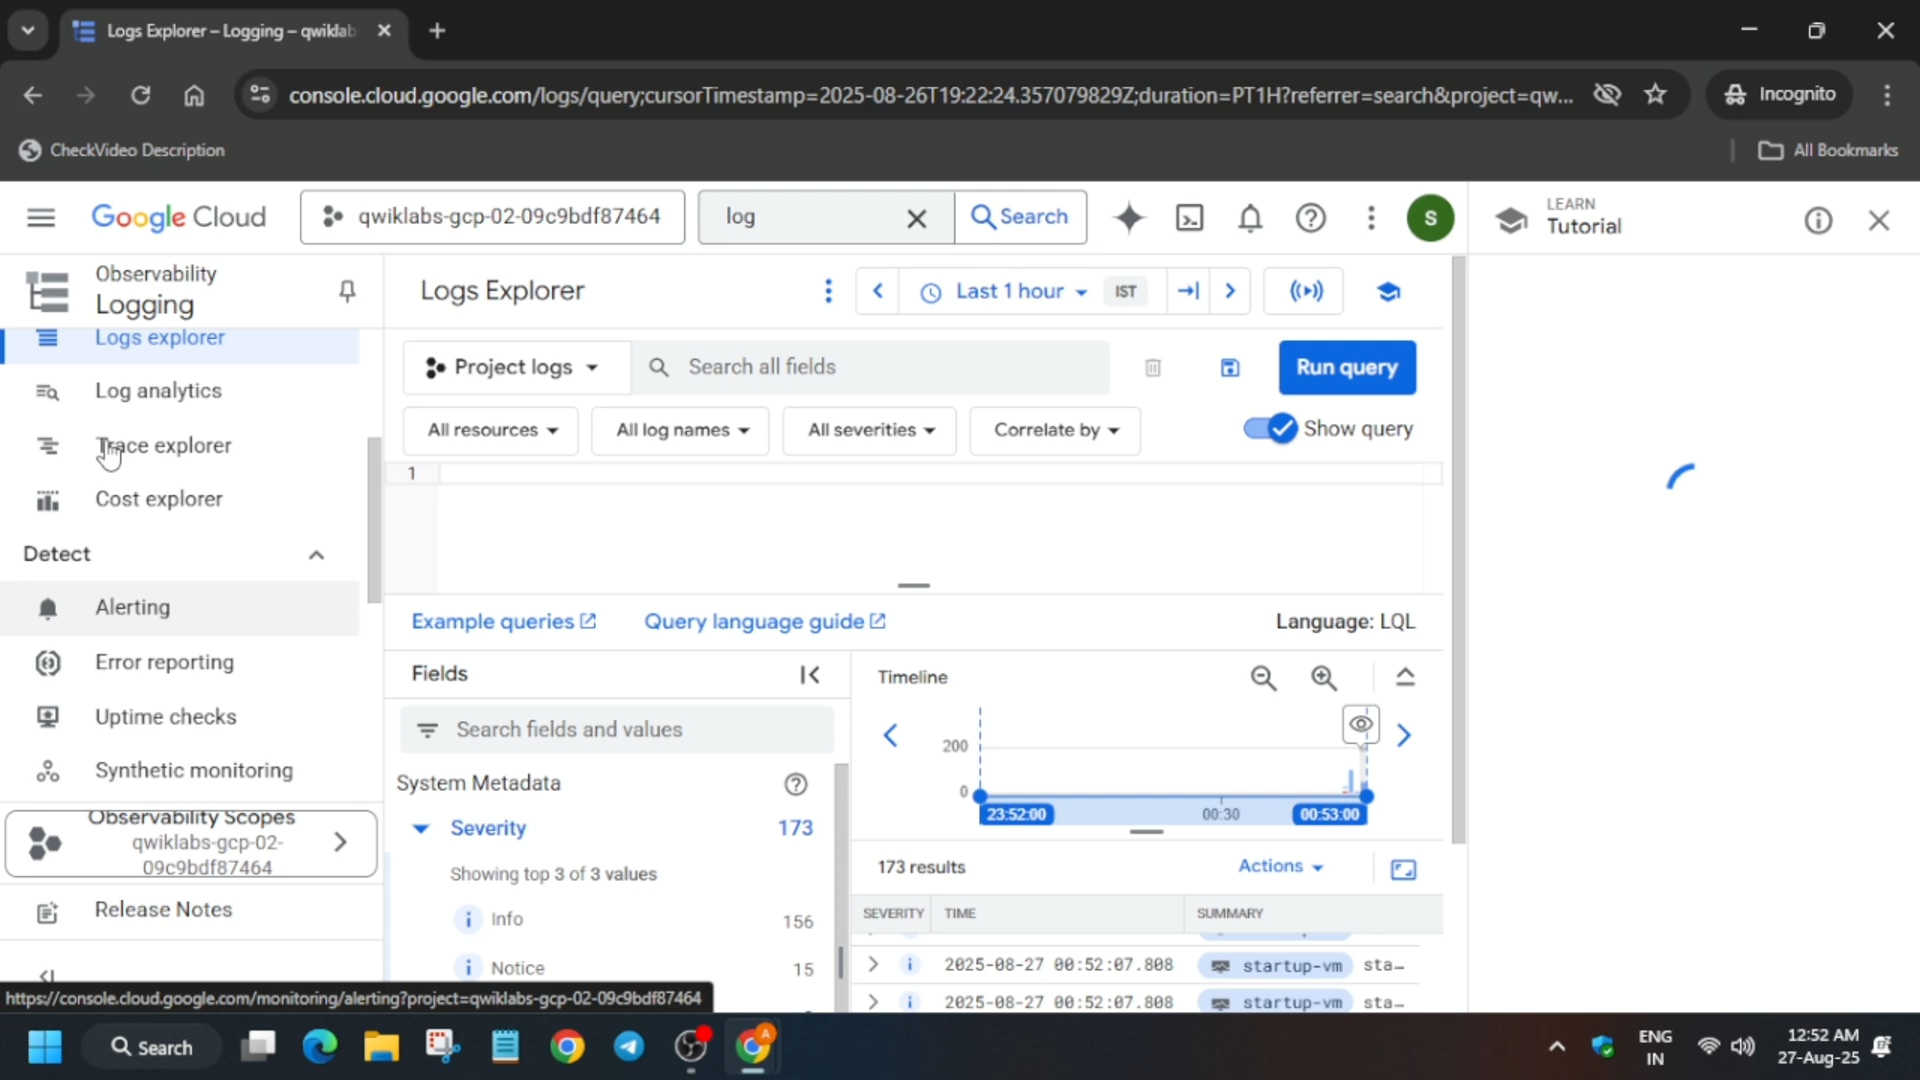 Logs Explorer – Logging – qwiklab
console.cloud.google.com/logs/query;cursorTimestamp=2025-08-26T19:22:24.357079829Z;duration=PT1H?referrer=search&project=qw...
Incognito
CheckVideo Description
All Bookmarks
Google Cloud
qwiklabs-gcp-02-09c9bdf87464
log
Search
S
LEARN
Tutorial
Observability
Logging
Logs explorer
Log analytics
Trace explorer
Cost explorer
Detect
Alerting
Error reporting
Uptime checks
Synthetic monitoring
Observability Scopes
qwiklabs-gcp-02-
09c9bdf87464
Release Notes
Logs Explorer
Last 1 hour
IST
Project logs
Search all fields
Run query
All resources
All log names
All severities
Correlate by
Show query
1
Example queries
Query language guide
Language: LQL
Fields
Search fields and values
System Metadata
Severity 173
Showing top 3 of 3 values
Info 156
Notice 15
Timeline
200
0
23:52:00
00:30
00:53:00
173 results
Actions
SEVERITY TIME SUMMARY
2025-08-27 00:52:07.808 startup-vm sta…
2025-08-27 00:52:07.808 startup-vm sta…
https://console.cloud.google.com/monitoring/alerting?project=qwiklabs-gcp-02-09c9bdf87464
Search
A
ENG
IN
12:52 AM
27-Aug-25